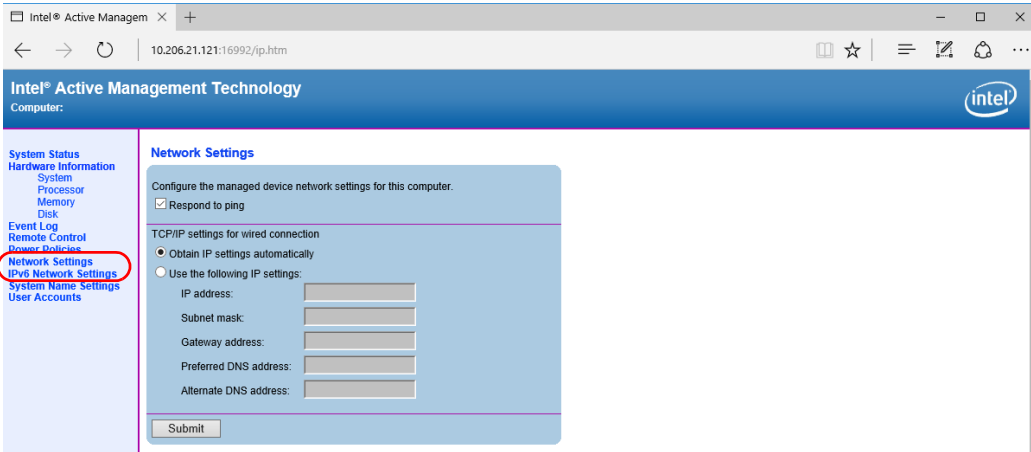 Intel® Active Managem
10.206.21.121:16992/ip.htm
Intel® Active Management Technology
Computer:
intel
System Status
Hardware Information
System
Processor
Memory
Disk
Event Log
Remote Control
Power Policies
Network Settings
IPv6 Network Settings
System Name Settings
User Accounts
Network Settings
Configure the managed device network settings for this computer.
Respond to ping
TCP/IP settings for wired connection
Obtain IP settings automatically
Use the following IP settings:
IP address:
Subnet mask:
Gateway address:
Preferred DNS address:
Alternate DNS address:
Submit